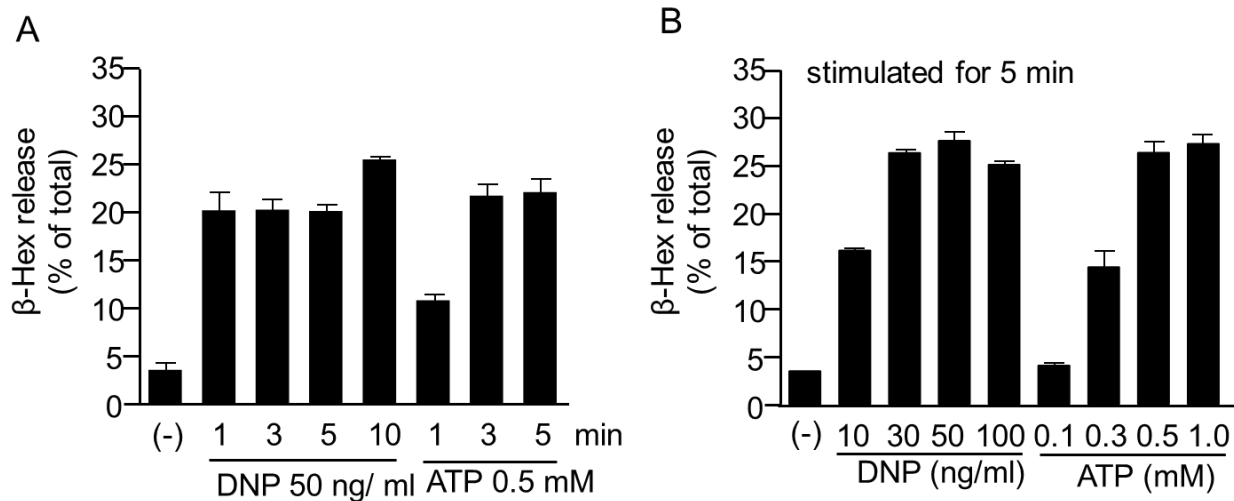 A
β-Hex release
(% of total)
35
30
25
20
15
10
5
0
(-) 1 3 5 10 1 3 5 min
DNP 50 ng/ ml ATP 0.5 mM
B
stimulated for 5 min
β-Hex release
(% of total)
35
30
25
20
15
10
5
0
(-) 10 30 50 100 0.1 0.3 0.5 1.0
DNP (ng/ml) ATP (mM)